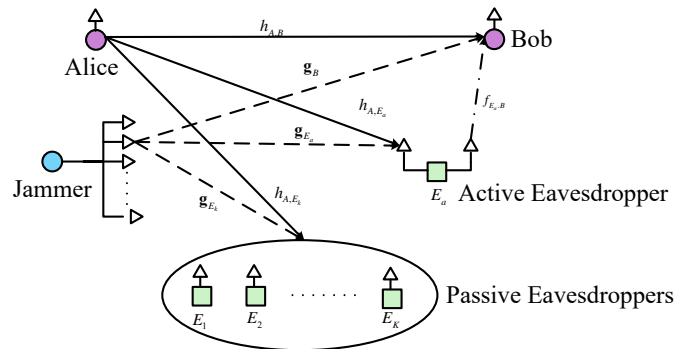 h_{A,B}
Bob
Alice
g_B
h_{A,E_a}
f_{E_a,B}
g_{E_a}
Jammer
E_a
Active Eavesdropper
g_{E_k}
h_{A,E_k}
Passive Eavesdroppers
E_1 E_2 ....... E_K